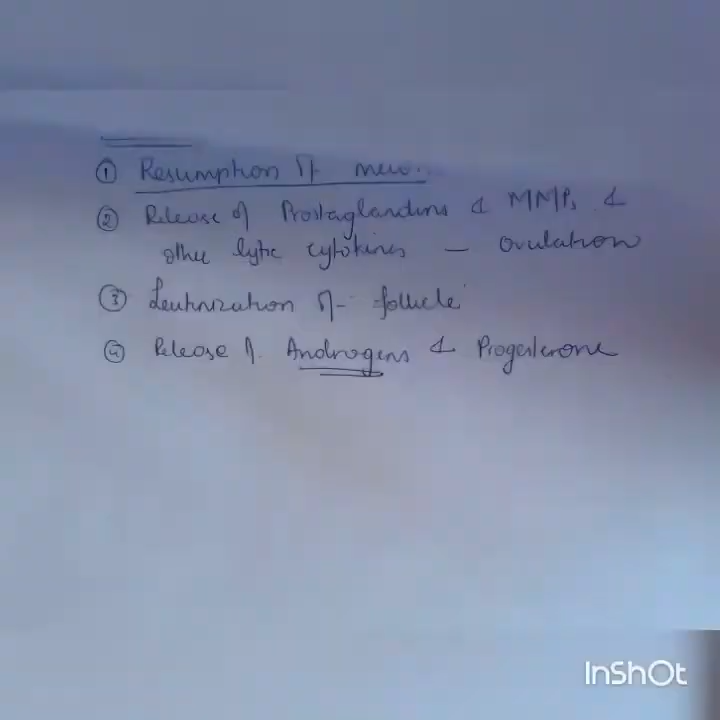 ① Resumption of meio..
② Release of Prostaglandins & MMPs &
other lytic cytokines — ovulation
③ Leutinization of follicle
④ Release of Androgens & Progesterone
InShOt